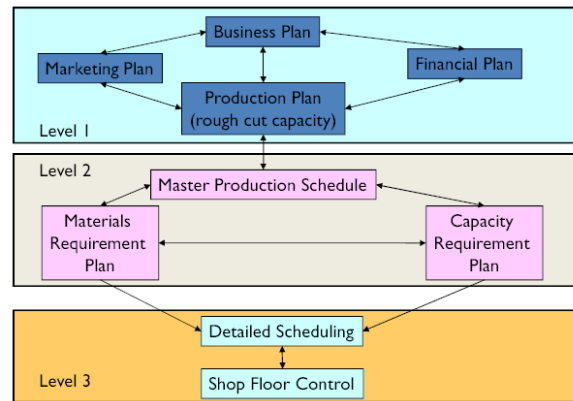 Business Plan
Marketing Plan
Financial Plan
Production Plan
(rough cut capacity)
Level 1
Level 2
Master Production Schedule
Materials
Requirement
Plan
Capacity
Requirement
Plan
Detailed Scheduling
Level 3
Shop Floor Control